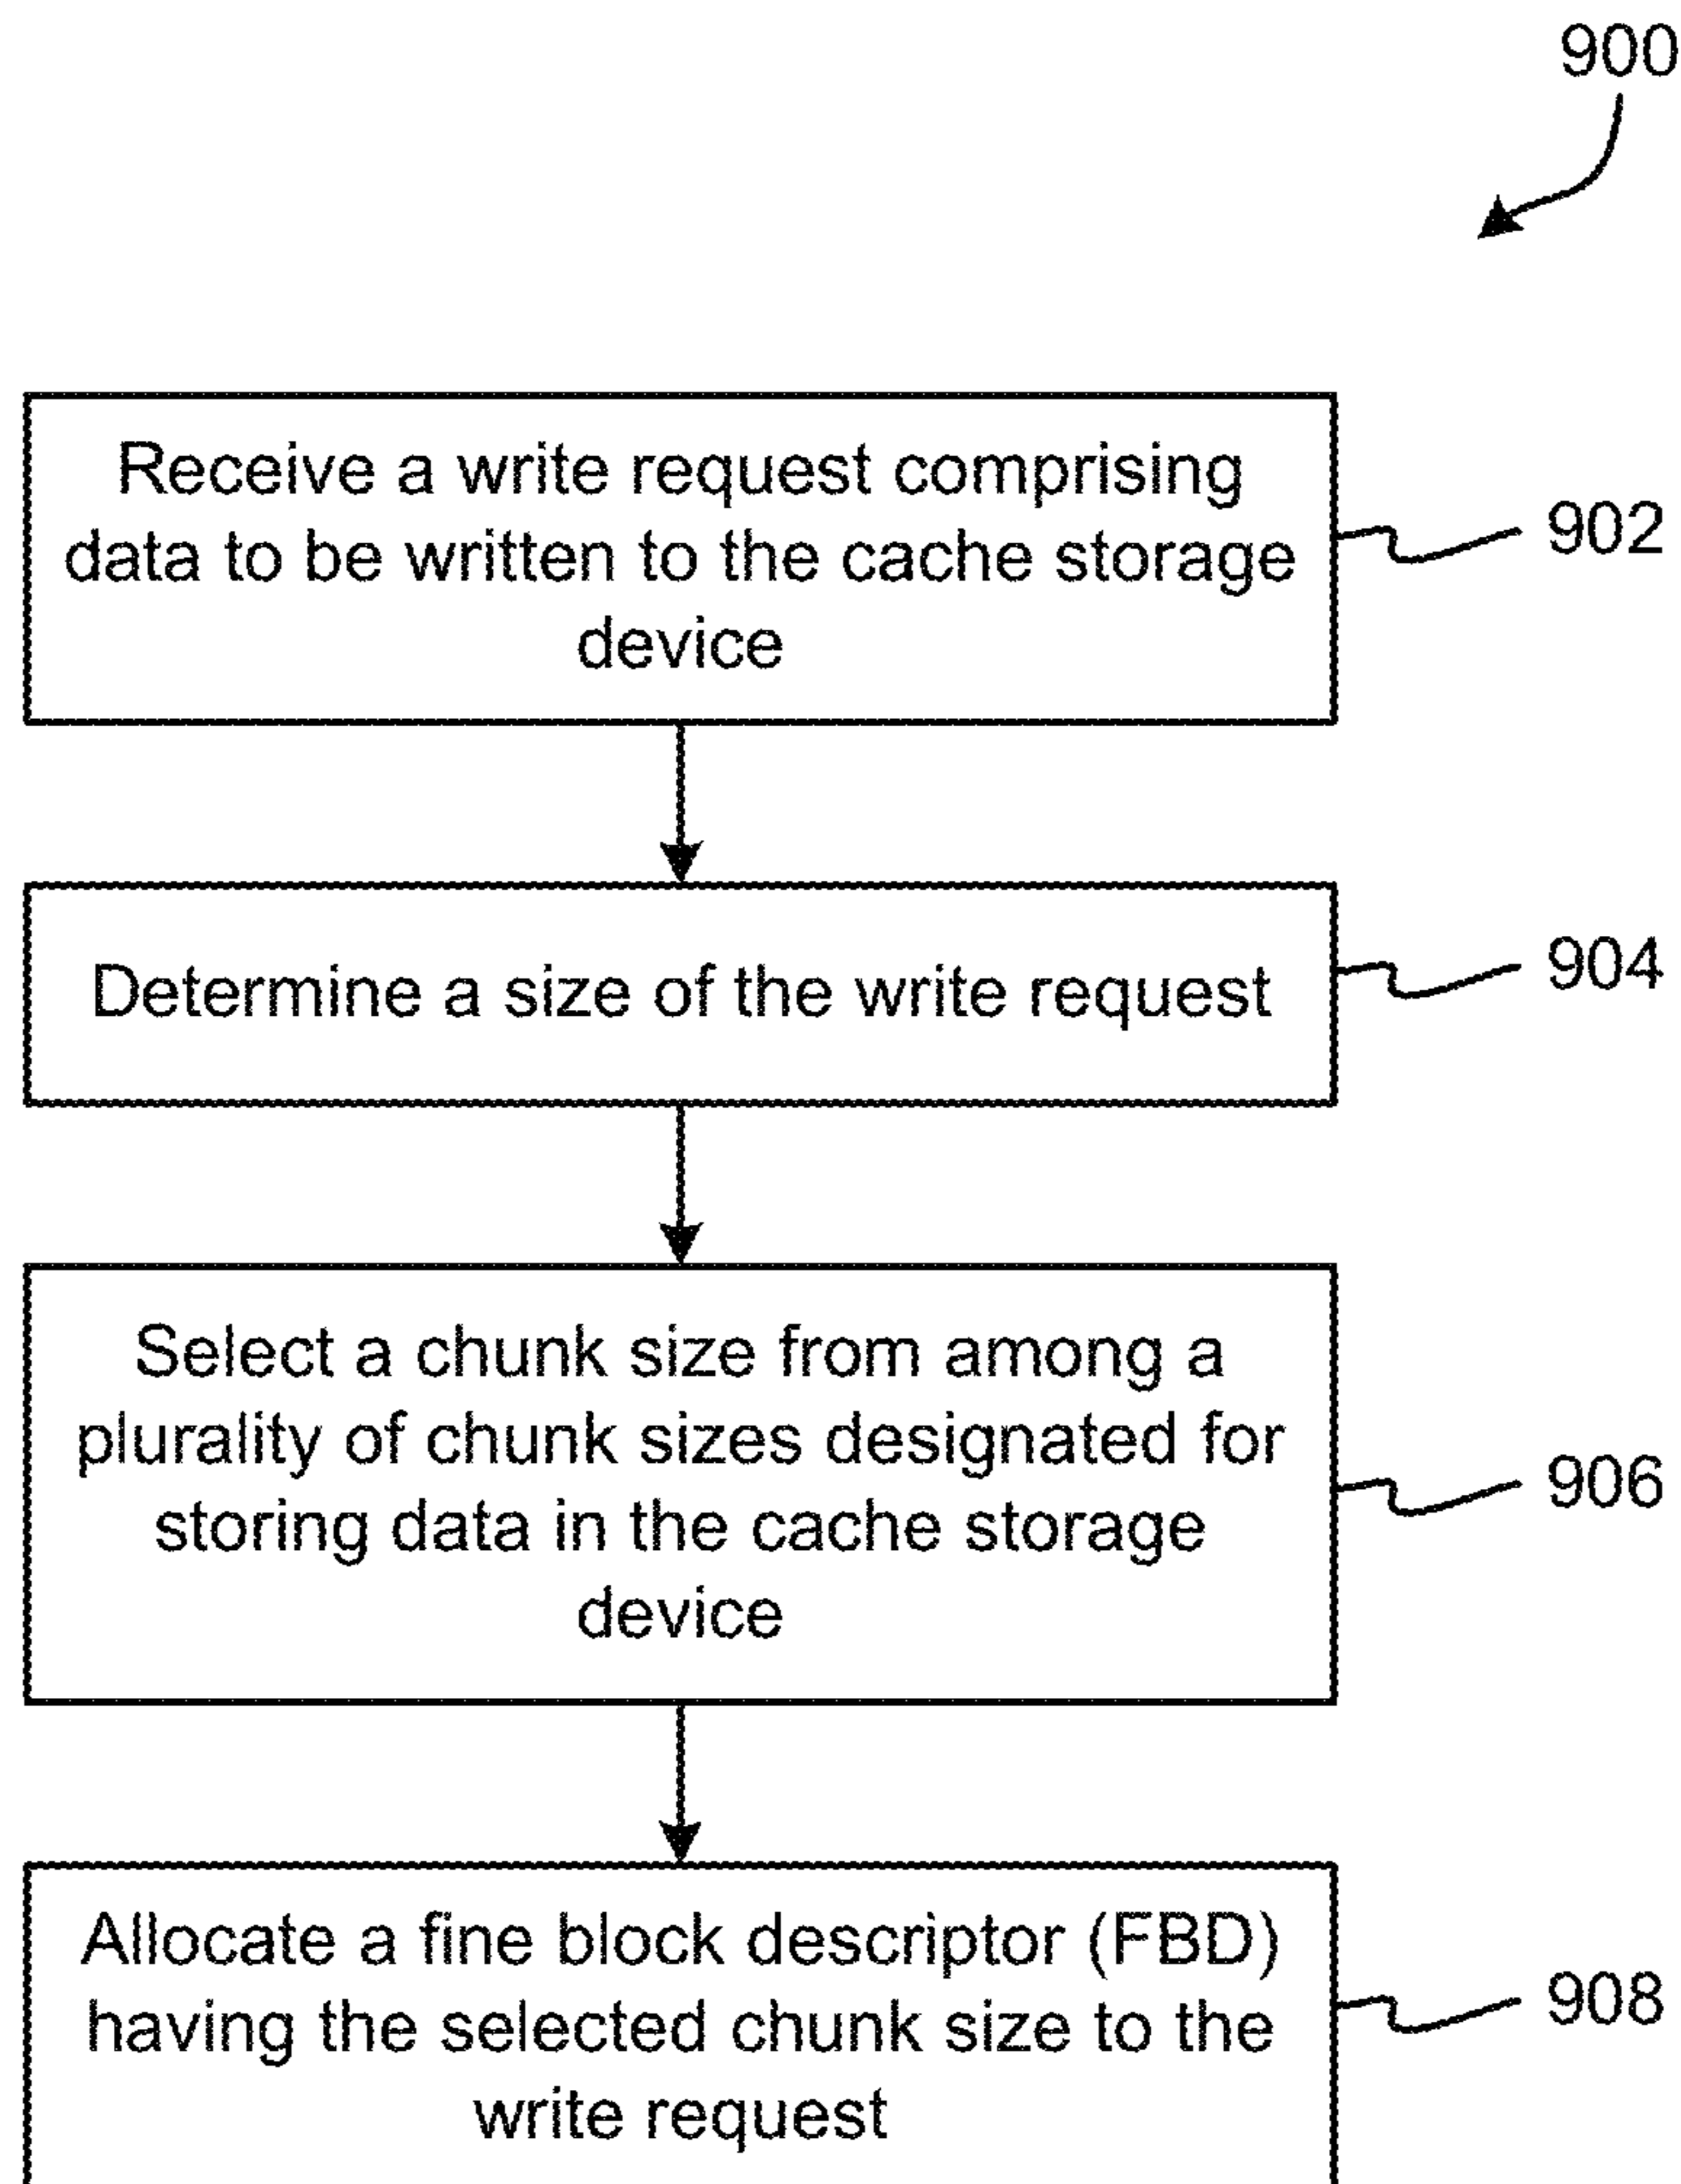 900
Receive a write request comprising
data to be written to the cache storage
device
902
Determine a size of the write request
904
Select a chunk size from among a
plurality of chunk sizes designated for
storing data in the cache storage
device
906
Allocate a fine block descriptor (FBD)
having the selected chunk size to the
write request
908